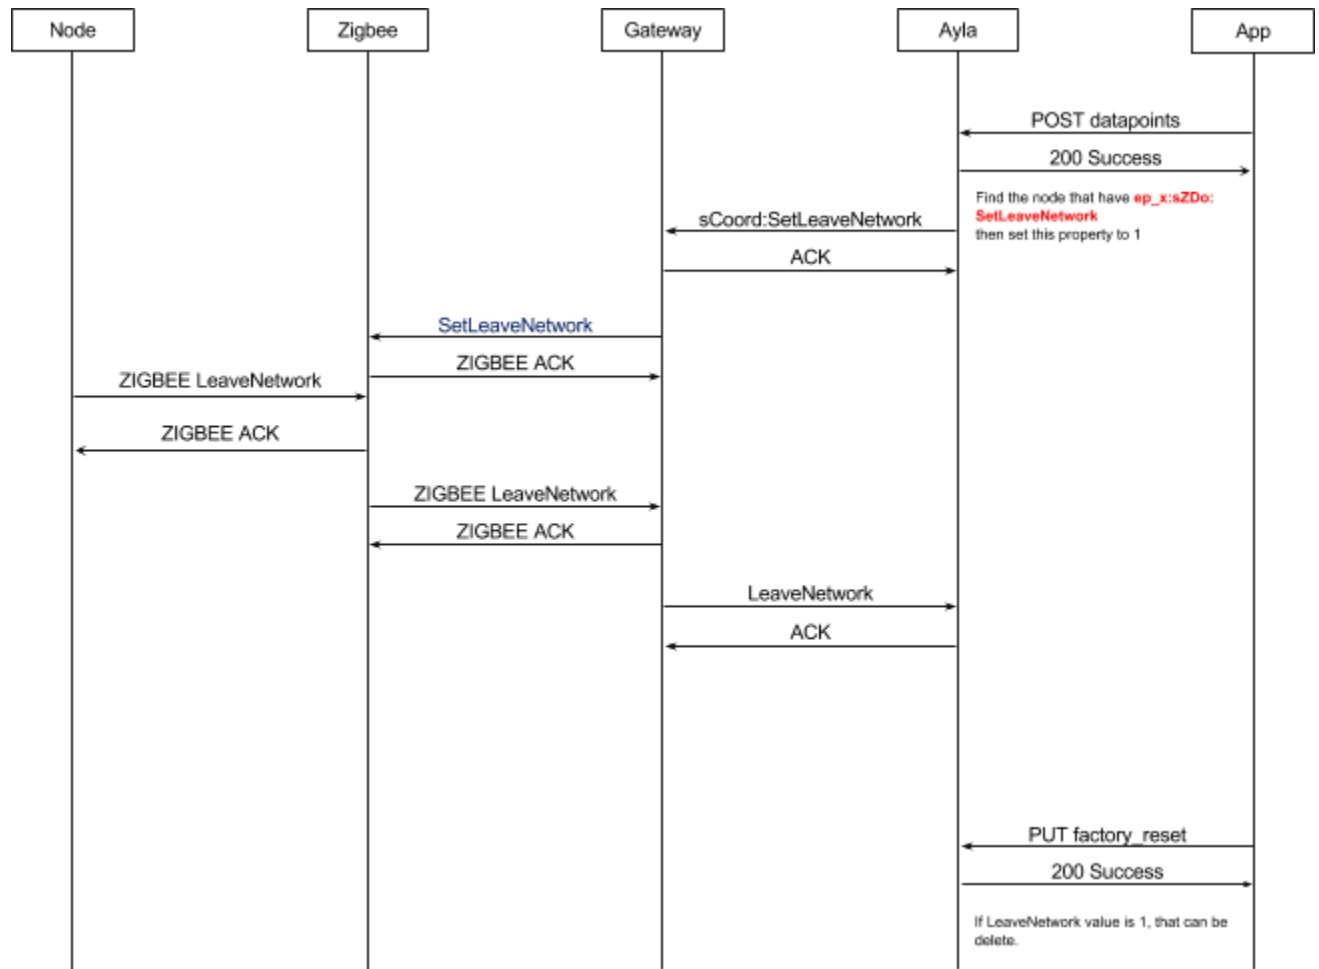 Node
Zigbee
Gateway
Ayla
App
POST datapoints
200 Success
Find the node that have ep_x:sZDo:
SetLeaveNetwork
then set this property to 1
sCoord:SetLeaveNetwork
ACK
SetLeaveNetwork
ZIGBEE ACK
ZIGBEE LeaveNetwork
ZIGBEE ACK
ZIGBEE LeaveNetwork
ZIGBEE ACK
LeaveNetwork
ACK
PUT factory_reset
200 Success
If LeaveNetwork value is 1, that can be
delete.